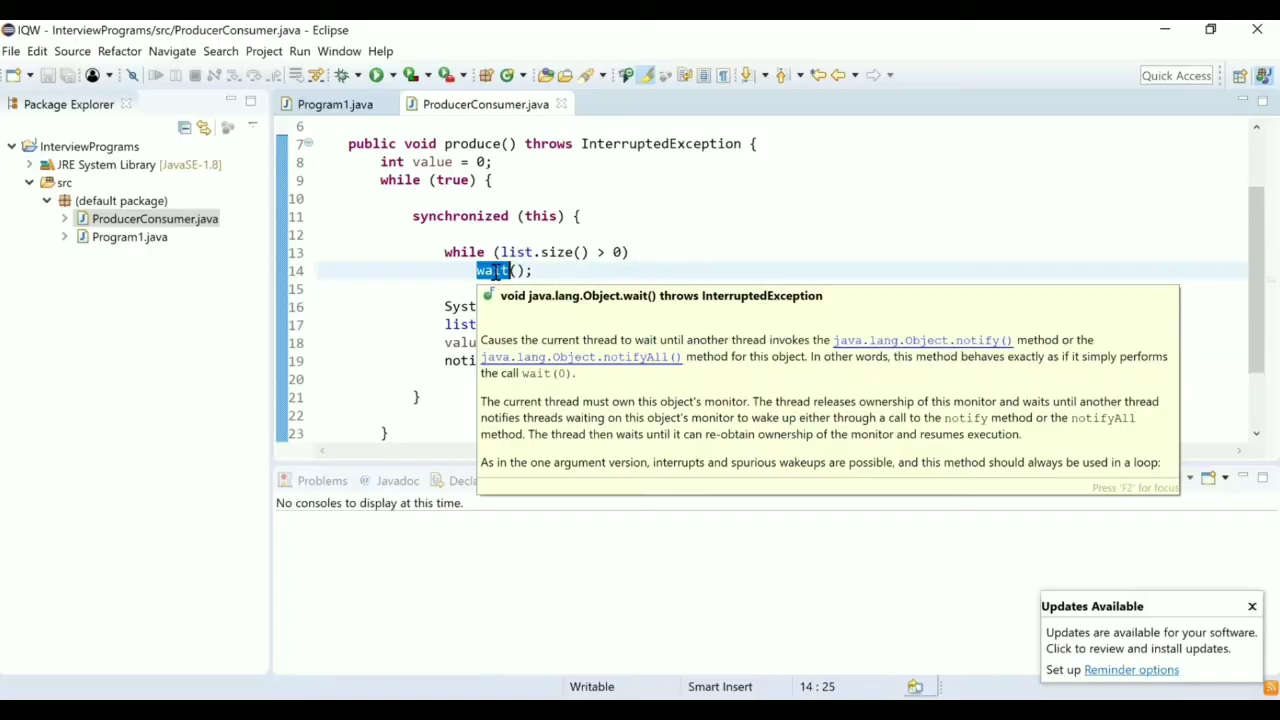 IQW - InterviewPrograms/src/ProducerConsumer.java - Eclipse
File Edit Source Refactor Navigate Search Project Run Window Help
Quick Access
Package Explorer
Program1.java
ProducerConsumer.java
InterviewPrograms
JRE System Library [JavaSE-1.8]
src
(default package)
ProducerConsumer.java
Program1.java
6
7 public void produce() throws InterruptedException {
8 int value = 0;
9 while (true) {
10
11 synchronized (this) {
12
13 while (list.size() > 0)
14 wait();
15
16 Syst
17 list
18 valu
19 noti
20
21 }
22
23 }
void java.lang.Object.wait() throws InterruptedException
Causes the current thread to wait until another thread invokes the java.lang.Object.notify() method or the
java.lang.Object.notifyAll() method for this object. In other words, this method behaves exactly as if it simply performs
the call wait(0).
The current thread must own this object's monitor. The thread releases ownership of this monitor and waits until another thread
notifies threads waiting on this object's monitor to wake up either through a call to the notify method or the notifyAll
method. The thread then waits until it can re-obtain ownership of the monitor and resumes execution.
As in the one argument version, interrupts and spurious wakeups are possible, and this method should always be used in a loop:
Press 'F2' for focus
Problems @ Javadoc Decla
No consoles to display at this time.
Updates Available
Updates are available for your software.
Click to review and install updates.
Set up Reminder options
Writable Smart Insert 14 : 25